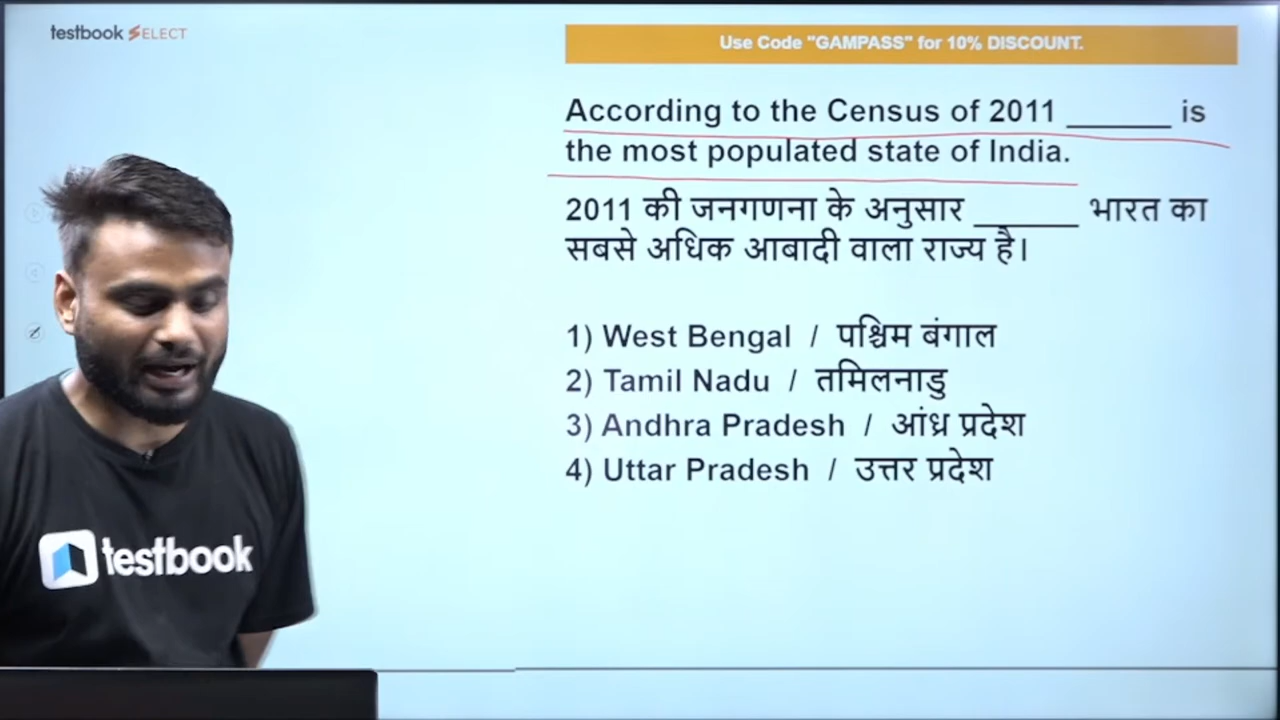 testbook SELECT
Use Code "GAMPASS" for 10% DISCOUNT.
According to the Census of 2011 ______ is
the most populated state of India.
2011 की जनगणना के अनुसार ______ भारत का
सबसे अधिक आबादी वाला राज्य है।
1) West Bengal / पश्चिम बंगाल
2) Tamil Nadu / तमिलनाडु
3) Andhra Pradesh / आंध्र प्रदेश
4) Uttar Pradesh / उत्तर प्रदेश
testbook